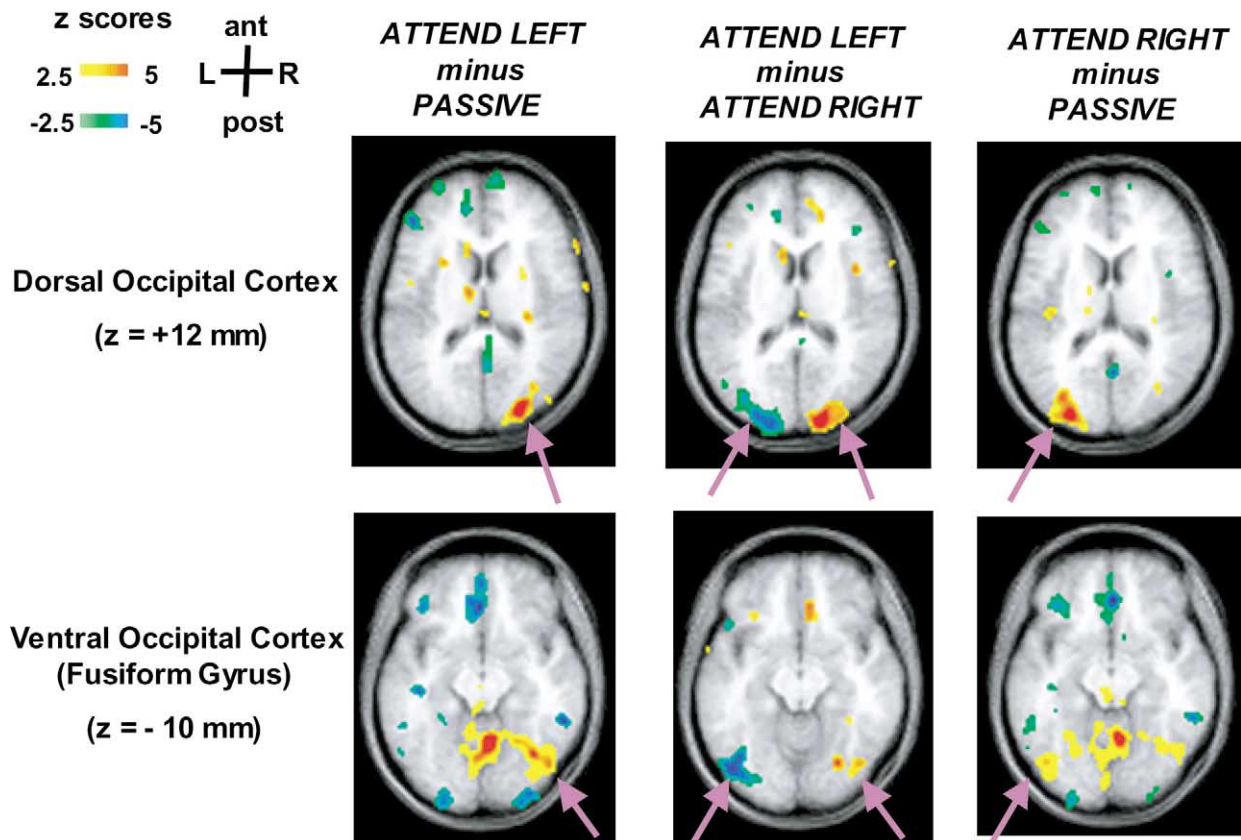 z scores
2.5 5
-2.5 -5
ant
L R
post
ATTEND LEFT
minus
PASSIVE
ATTEND LEFT
minus
ATTEND RIGHT
ATTEND RIGHT
minus
PASSIVE
Dorsal Occipital Cortex
(z = +12 mm)
Ventral Occipital Cortex
(Fusiform Gyrus)
(z = - 10 mm)